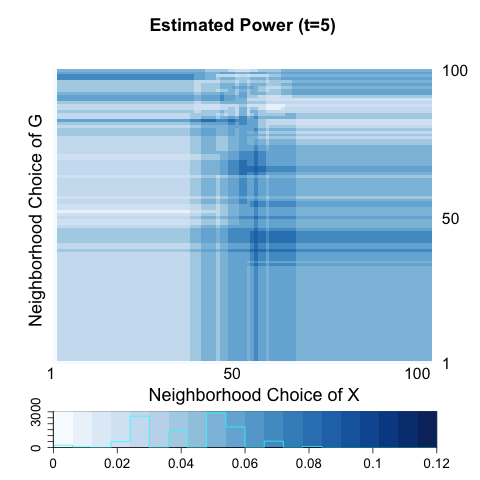 Estimated Power (t=5)
Neighborhood Choice of G
100
50
1
1 50 100
Neighborhood Choice of X
3000
0
0 0.02 0.04 0.06 0.08 0.1 0.12